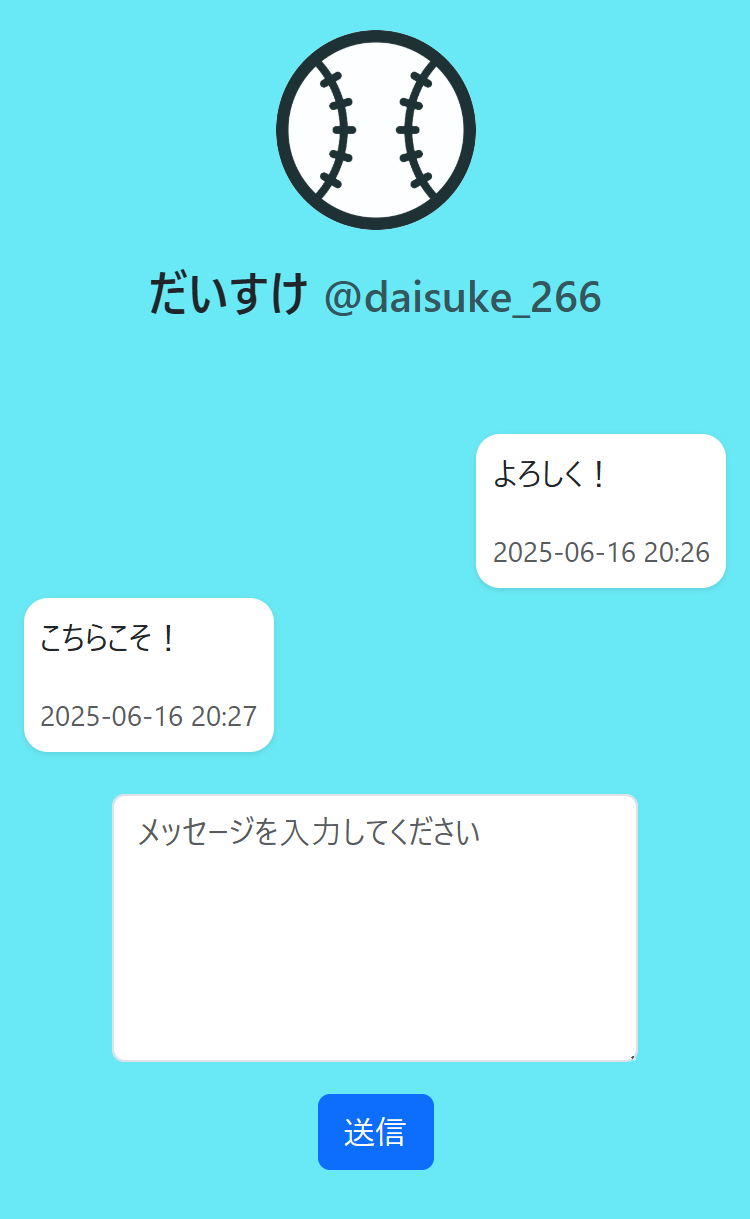 だいすけ @daisuke_266
よろしく！
2025-06-16 20:26
こちらこそ！
2025-06-16 20:27
メッセージを入力してください
送信